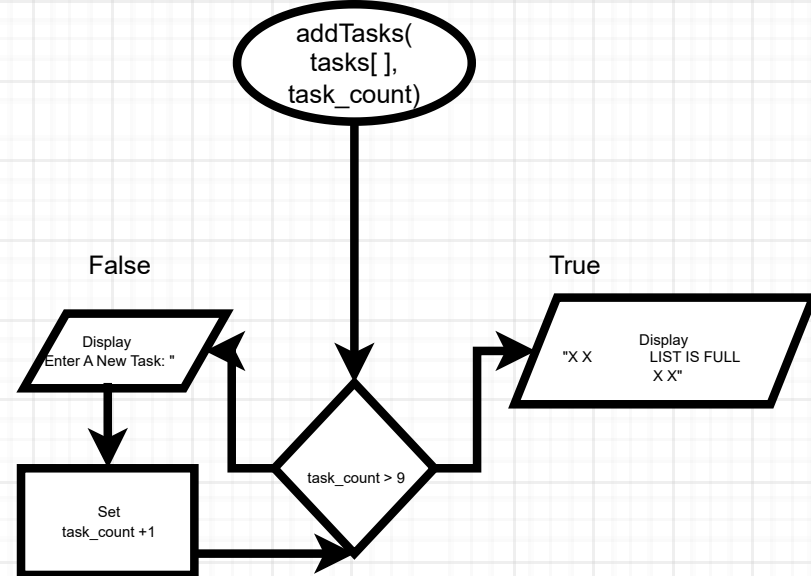 addTasks(
tasks[ ],
task_count)
False
True
Display
Enter A New Task: "
Display
"X X LIST IS FULL
X X"
task_count > 9
Set
task_count +1